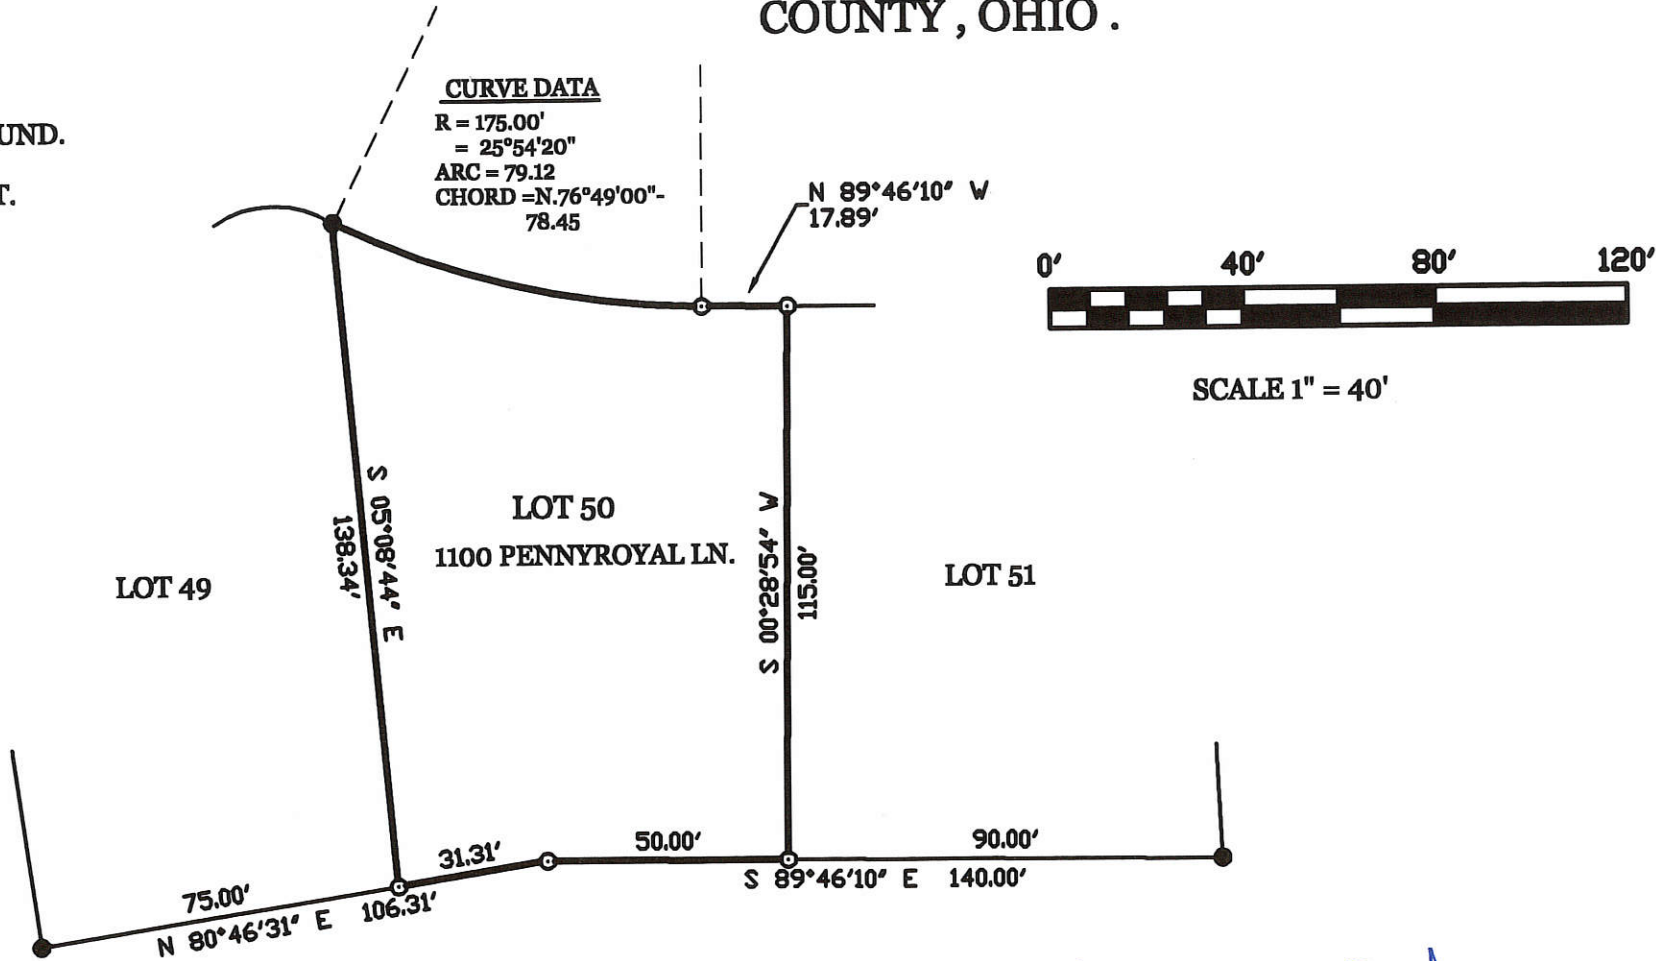 COUNTY , OHIO .
UND.
T.
CURVE DATA
R = 175.00'
= 25°54'20"
ARC = 79.12
CHORD =N.76°49'00"-
78.45
N 89°46'10" W
17.89'
0' 40' 80' 120'
SCALE 1" = 40'
S 05°08'44" E
138.34'
LOT 50
1100 PENNYROYAL LN.
S 00°28'54" W
115.00'
LOT 49
LOT 51
31.31'
50.00'
90.00'
S 89°46'10" E 140.00'
75.00'
N 80°46'31" E 106.31'